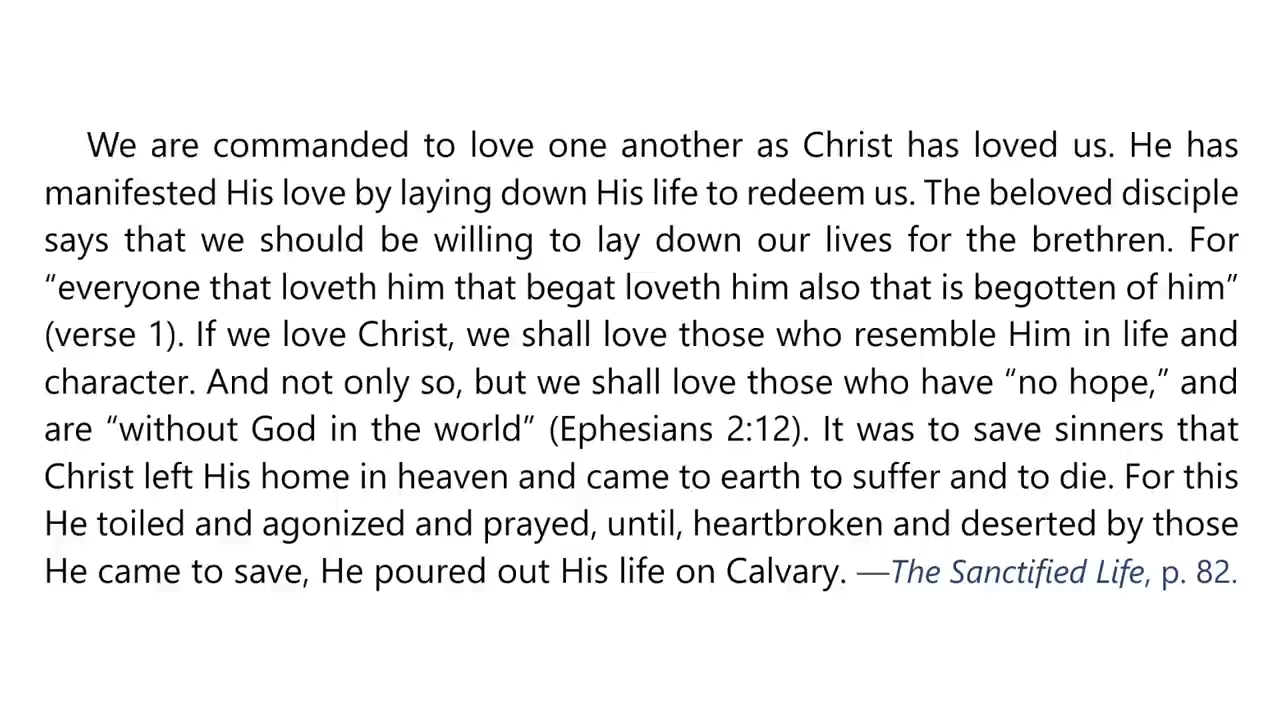 We are commanded to love one another as Christ has loved us. He has
manifested His love by laying down His life to redeem us. The beloved disciple
says that we should be willing to lay down our lives for the brethren. For
“everyone that loveth him that begat loveth him also that is begotten of him”
(verse 1). If we love Christ, we shall love those who resemble Him in life and
character. And not only so, but we shall love those who have “no hope,” and
are “without God in the world” (Ephesians 2:12). It was to save sinners that
Christ left His home in heaven and came to earth to suffer and to die. For this
He toiled and agonized and prayed, until, heartbroken and deserted by those
He came to save, He poured out His life on Calvary. —The Sanctified Life, p. 82.